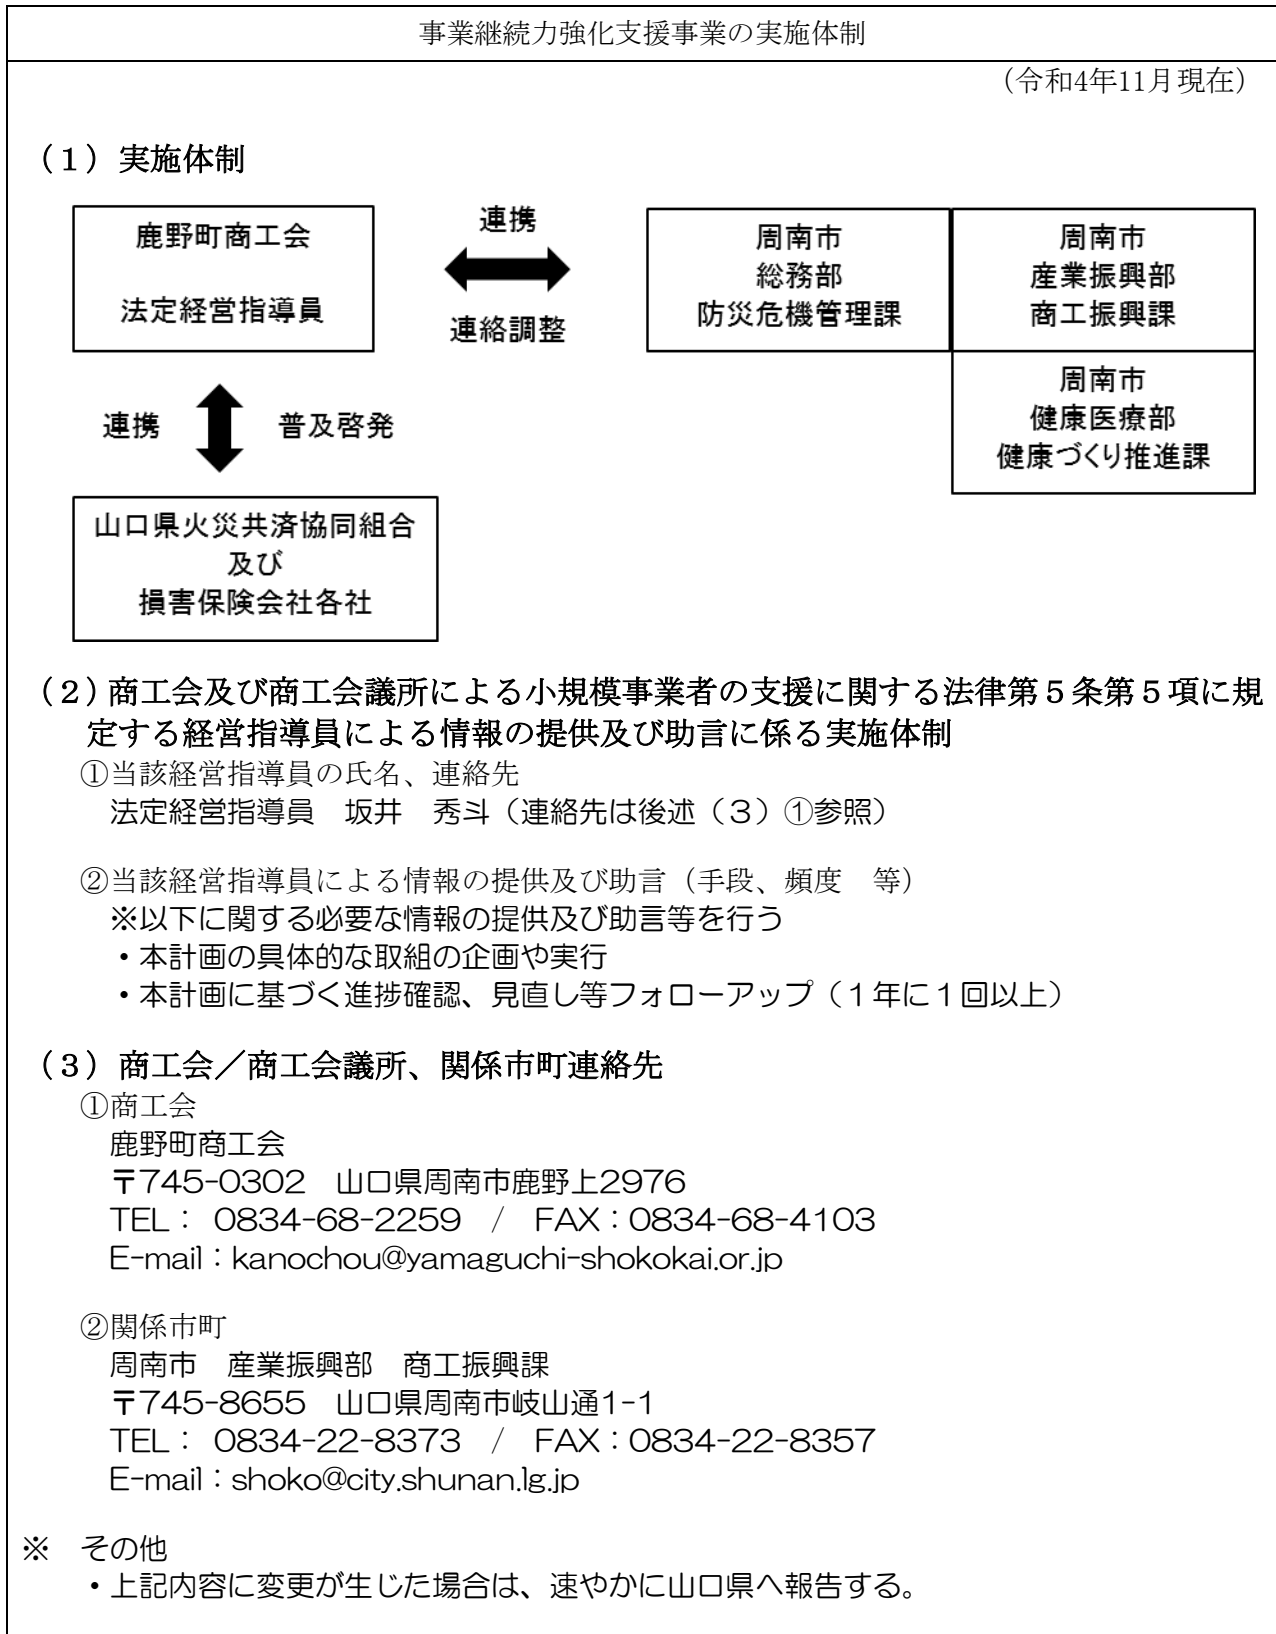 事業継続力強化支援事業の実施体制
（令和4年11月現在）
（１）実施体制
鹿野町商工会
法定経営指導員
連携
連絡調整
周南市
総務部
防災危機管理課
周南市
産業振興部
商工振興課
周南市
健康医療部
健康づくり推進課
連携
普及啓発
山口県火災共済協同組合
及び
損害保険会社各社
（２）商工会及び商工会議所による小規模事業者の支援に関する法律第５条第５項に規
定する経営指導員による情報の提供及び助言に係る実施体制
①当該経営指導員の氏名、連絡先
法定経営指導員　坂井　秀斗（連絡先は後述（３）①参照）
②当該経営指導員による情報の提供及び助言（手段、頻度　等）
※以下に関する必要な情報の提供及び助言等を行う
・本計画の具体的な取組の企画や実行
・本計画に基づく進捗確認、見直し等フォローアップ（１年に１回以上）
（３）商工会／商工会議所、関係市町連絡先
①商工会
鹿野町商工会
〒745-0302　山口県周南市鹿野上2976
TEL： 0834-68-2259　/　FAX：0834-68-4103
E-mail：kanochou@yamaguchi-shokokai.or.jp
②関係市町
周南市　産業振興部　商工振興課
〒745-8655　山口県周南市岐山通1-1
TEL： 0834-22-8373　/　FAX：0834-22-8357
E-mail：shoko@city.shunan.lg.jp
※　その他
・上記内容に変更が生じた場合は、速やかに山口県へ報告する。